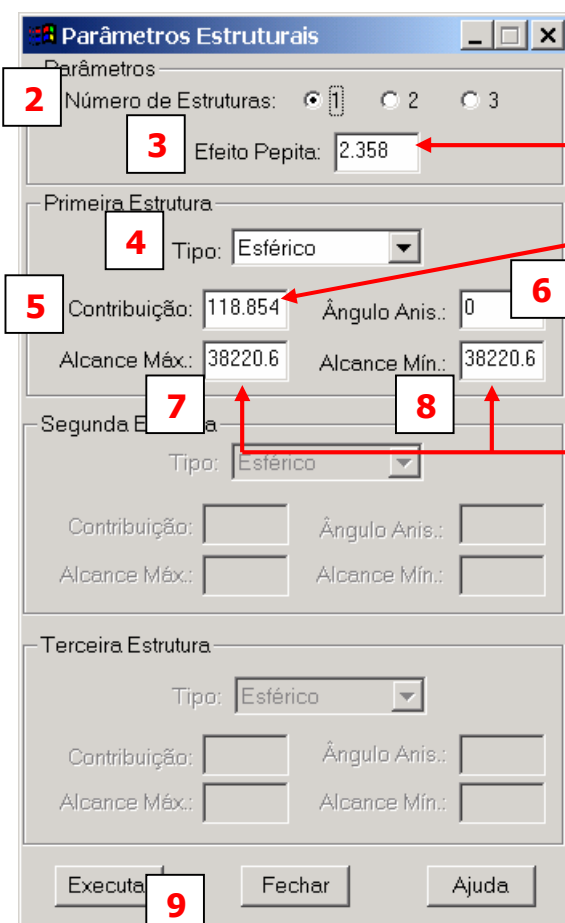 Parâmetros Estruturais
Parâmetros
2 Número de Estruturas: 1 2 3
3 Efeito Pepita: 2.358
Primeira Estrutura
4 Tipo: Esférico
5 Contribuição: 118.854 Ângulo Anis.: 0 6
Alcance Máx.: 38220.6 Alcance Mín.: 38220.6
7 8
Segunda E a
Tipo: Esférico
Contribuição: Ângulo Anis.:
Alcance Máx.: Alcance Mín.:
Terceira Estrutura
Tipo: Esférico
Contribuição: Ângulo Anis.:
Alcance Máx.: Alcance Mín.:
Executa Fechar Ajuda
9